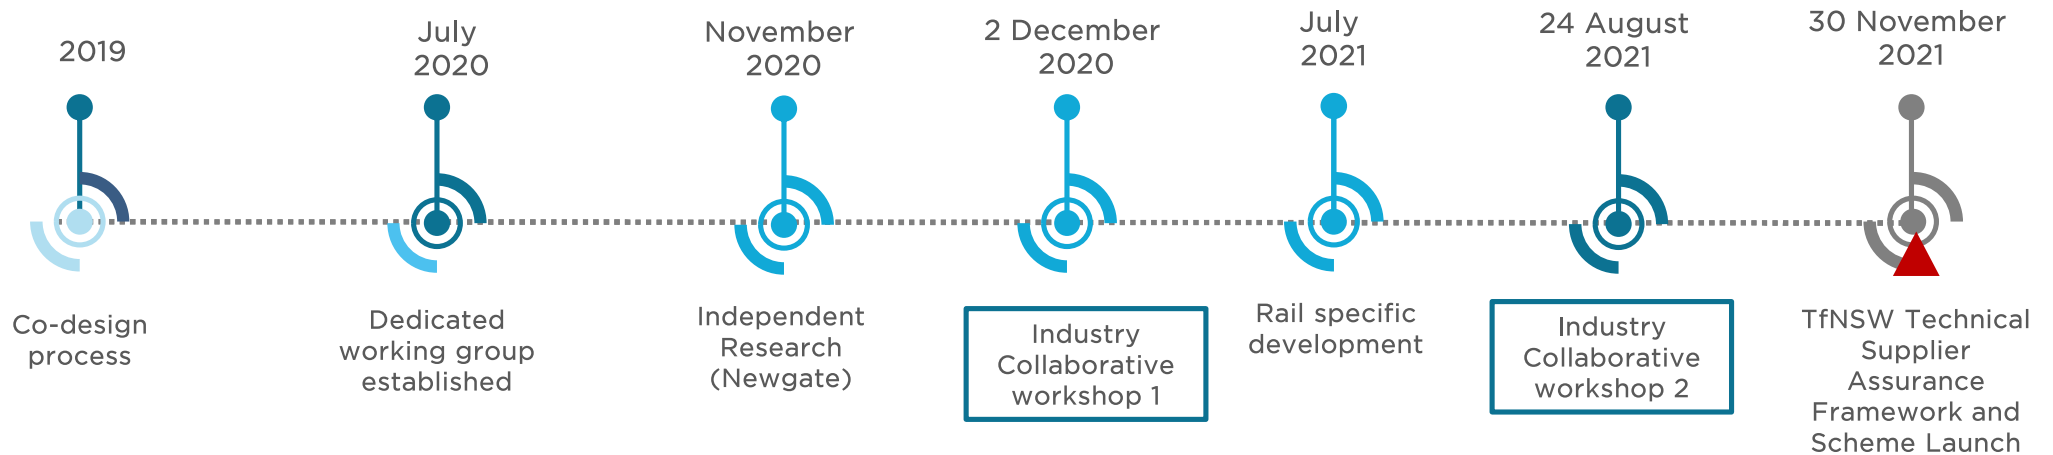 2019
July
2020
November
2020
2 December
2020
July
2021
24 August
2021
30 November
2021
Co-design
process
Dedicated
working group
established
Independent
Research
(Newgate)
Industry
Collaborative
workshop 1
Rail specific
development
Industry
Collaborative
workshop 2
TfNSW Technical
Supplier
Assurance
Framework and
Scheme Launch